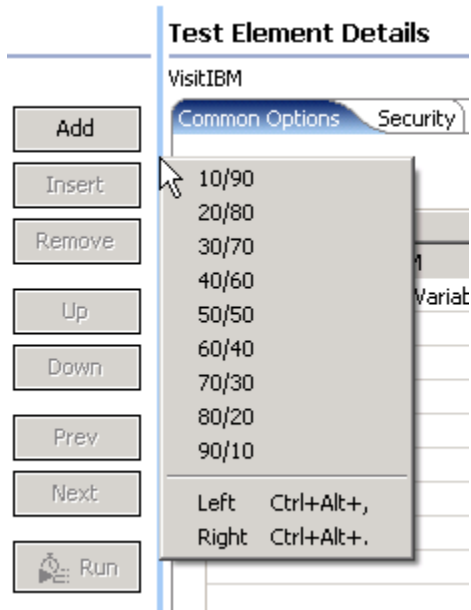 Test Element Details
VisitIBM
Common Options
Security
Add
Insert
Remove
Up
Down
Prev
Next
Run
10/90
20/80
30/70
40/60
50/50
60/40
70/30
80/20
90/10
Left Ctrl+Alt+,
Right Ctrl+Alt+.